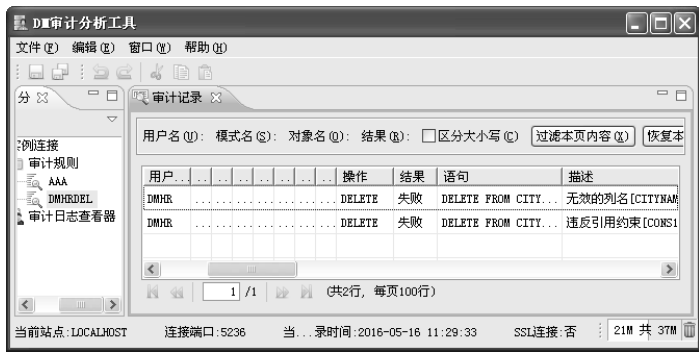 DM审计分析工具
文件(F) 编辑(E) 窗口(W) 帮助(H)
分
审计记录
用户名(U): 模式名(S): 对象名(O): 结果(R): 区分大小写(C) 过滤本页内容(X) 恢复本
例连接
审计规则
AAA
DMHRDEL
审计日志查看器
用户... .. .. .. .. .. .. .. 操作 结果 语句 描述
DMHR ... ... ... ... ... ... ... DELETE 失败 DELETE FROM CITY... 无效的列名[CITYNAM
DMHR ... ... ... ... ... ... ... DELETE 失败 DELETE FROM CITY... 违反引用约束[CONS1
1 /1 (共2行, 每页100行)
当前站点:LOCALHOST 连接端口:5236 当...录时间:2016-05-16 11:29:33 SSL连接:否 21M 共 37M